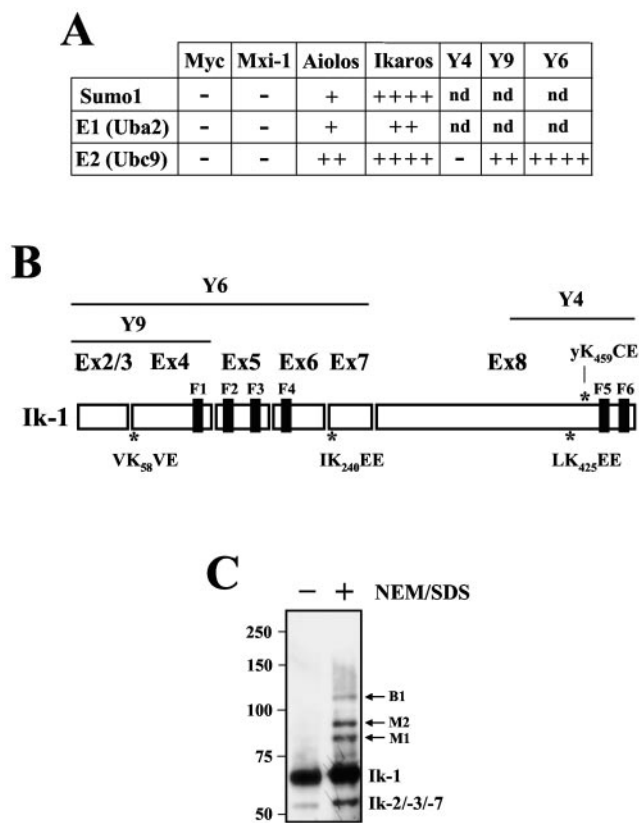 A
Myc Mxi-1 Aiolos Ikaros Y4 Y9 Y6
Sumo1 - - + ++++ nd nd nd
E1 (Uba2) - - + ++ nd nd nd
E2 (Ubc9) - - ++ ++++ - ++ ++++
B
Y6
Y9 Y4
Ex2/3 Ex4 Ex5 Ex6 Ex7 Ex8 yK459CE
F1 F2 F3 F4 * F5 F6
Ik-1
* * *
VK58VE IK240EE LK425EE
C
- + NEM/SDS
250
150
B1
100
M2
M1
75
Ik-1
Ik-2/-3/-7
50